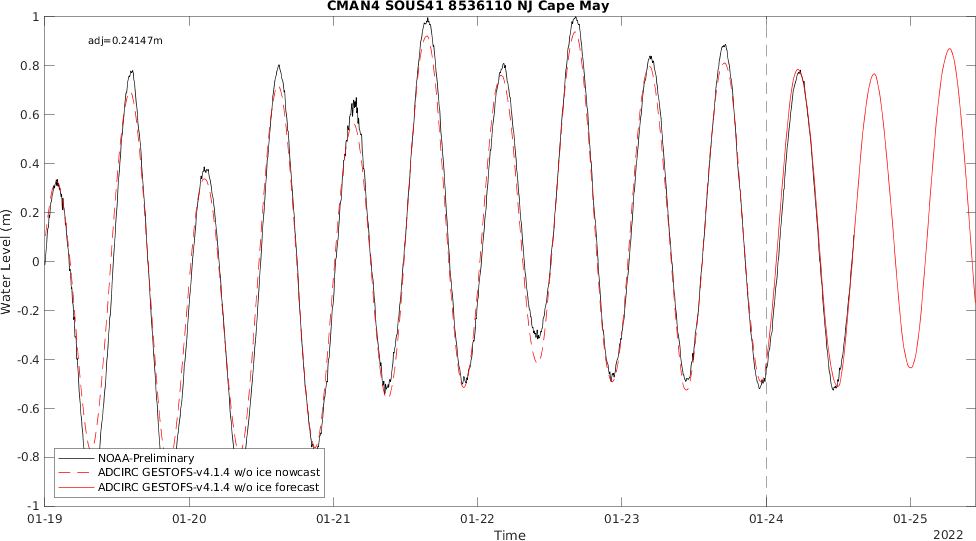 CMAN4 SOUS41 8536110 NJ Cape May
adj=0.24147m
1
0.8
0.6
0.4
0.2
0
-0.2
-0.4
-0.6
-0.8
-1
Water Level (m)
NOAA-Preliminary
ADCIRC GESTOFS-v4.1.4 w/o ice nowcast
ADCIRC GESTOFS-v4.1.4 w/o ice forecast
01-19 01-20 01-21 01-22 01-23 01-24 01-25
Time
2022